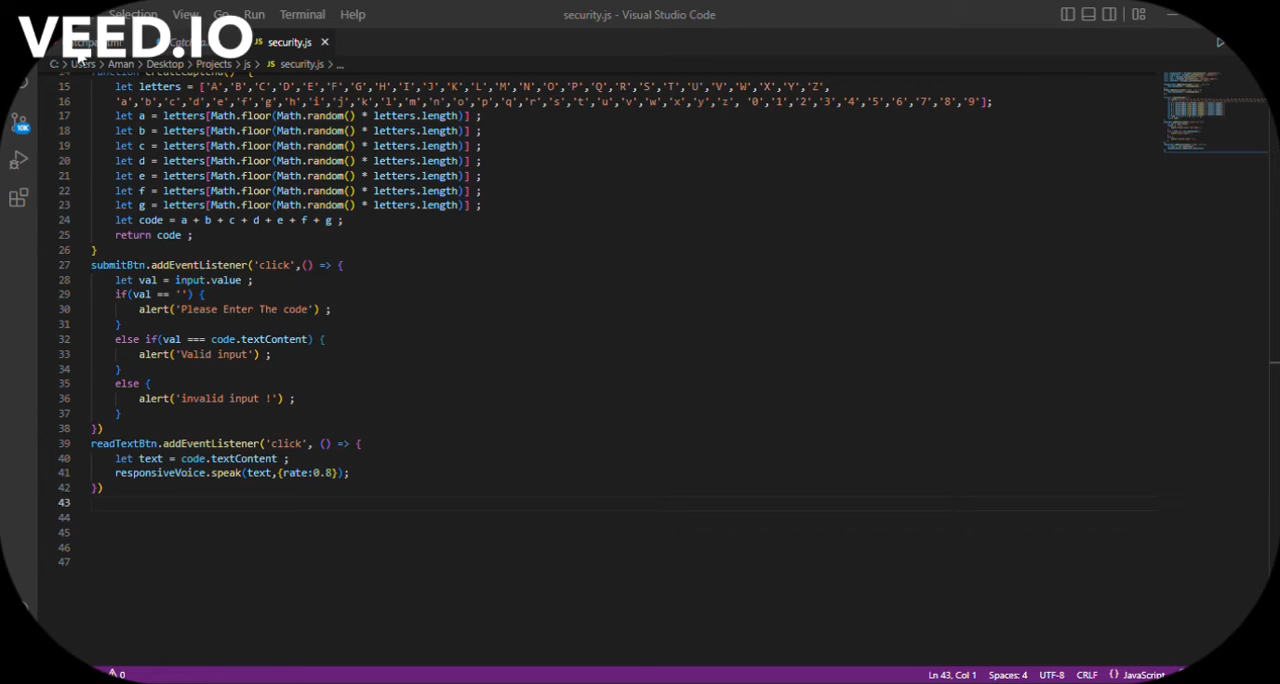 Selection View Go Run Terminal Help security.js - Visual Studio Code
VEED.IO
JS security.js ×
C: > Users > Aman > Desktop > Projects > js > JS security.js > ...
15 let letters = ['A','B','C','D','E','F','G','H','I','J','K','L','M','N','O','P','Q','R','S','T','U','V','W','X','Y','Z',
16 'a','b','c','d','e','f','g','h','i','j','k','l','m','n','o','p','q','r','s','t','u','v','w','x','y','z', '0','1','2','3','4','5','6','7','8','9'];
17 let a = letters[Math.floor(Math.random() * letters.length)] ;
18 let b = letters[Math.floor(Math.random() * letters.length)] ;
19 let c = letters[Math.floor(Math.random() * letters.length)] ;
20 let d = letters[Math.floor(Math.random() * letters.length)] ;
21 let e = letters[Math.floor(Math.random() * letters.length)] ;
22 let f = letters[Math.floor(Math.random() * letters.length)] ;
23 let g = letters[Math.floor(Math.random() * letters.length)] ;
24 let code = a + b + c + d + e + f + g ;
25 return code ;
26 }
27 submitBtn.addEventListener('click',() => {
28 let val = input.value ;
29 if(val == '') {
30 alert('Please Enter The code') ;
31 }
32 else if(val === code.textContent) {
33 alert('Valid input') ;
34 }
35 else {
36 alert('invalid input !') ;
37 }
38 })
39 readTextBtn.addEventListener('click', () => {
40 let text = code.textContent ;
41 responsiveVoice.speak(text,{rate:0.8});
42 })
43
44
45
46
47
10K
0 Ln 43, Col 1 Spaces: 4 UTF-8 CRLF {} JavaScript